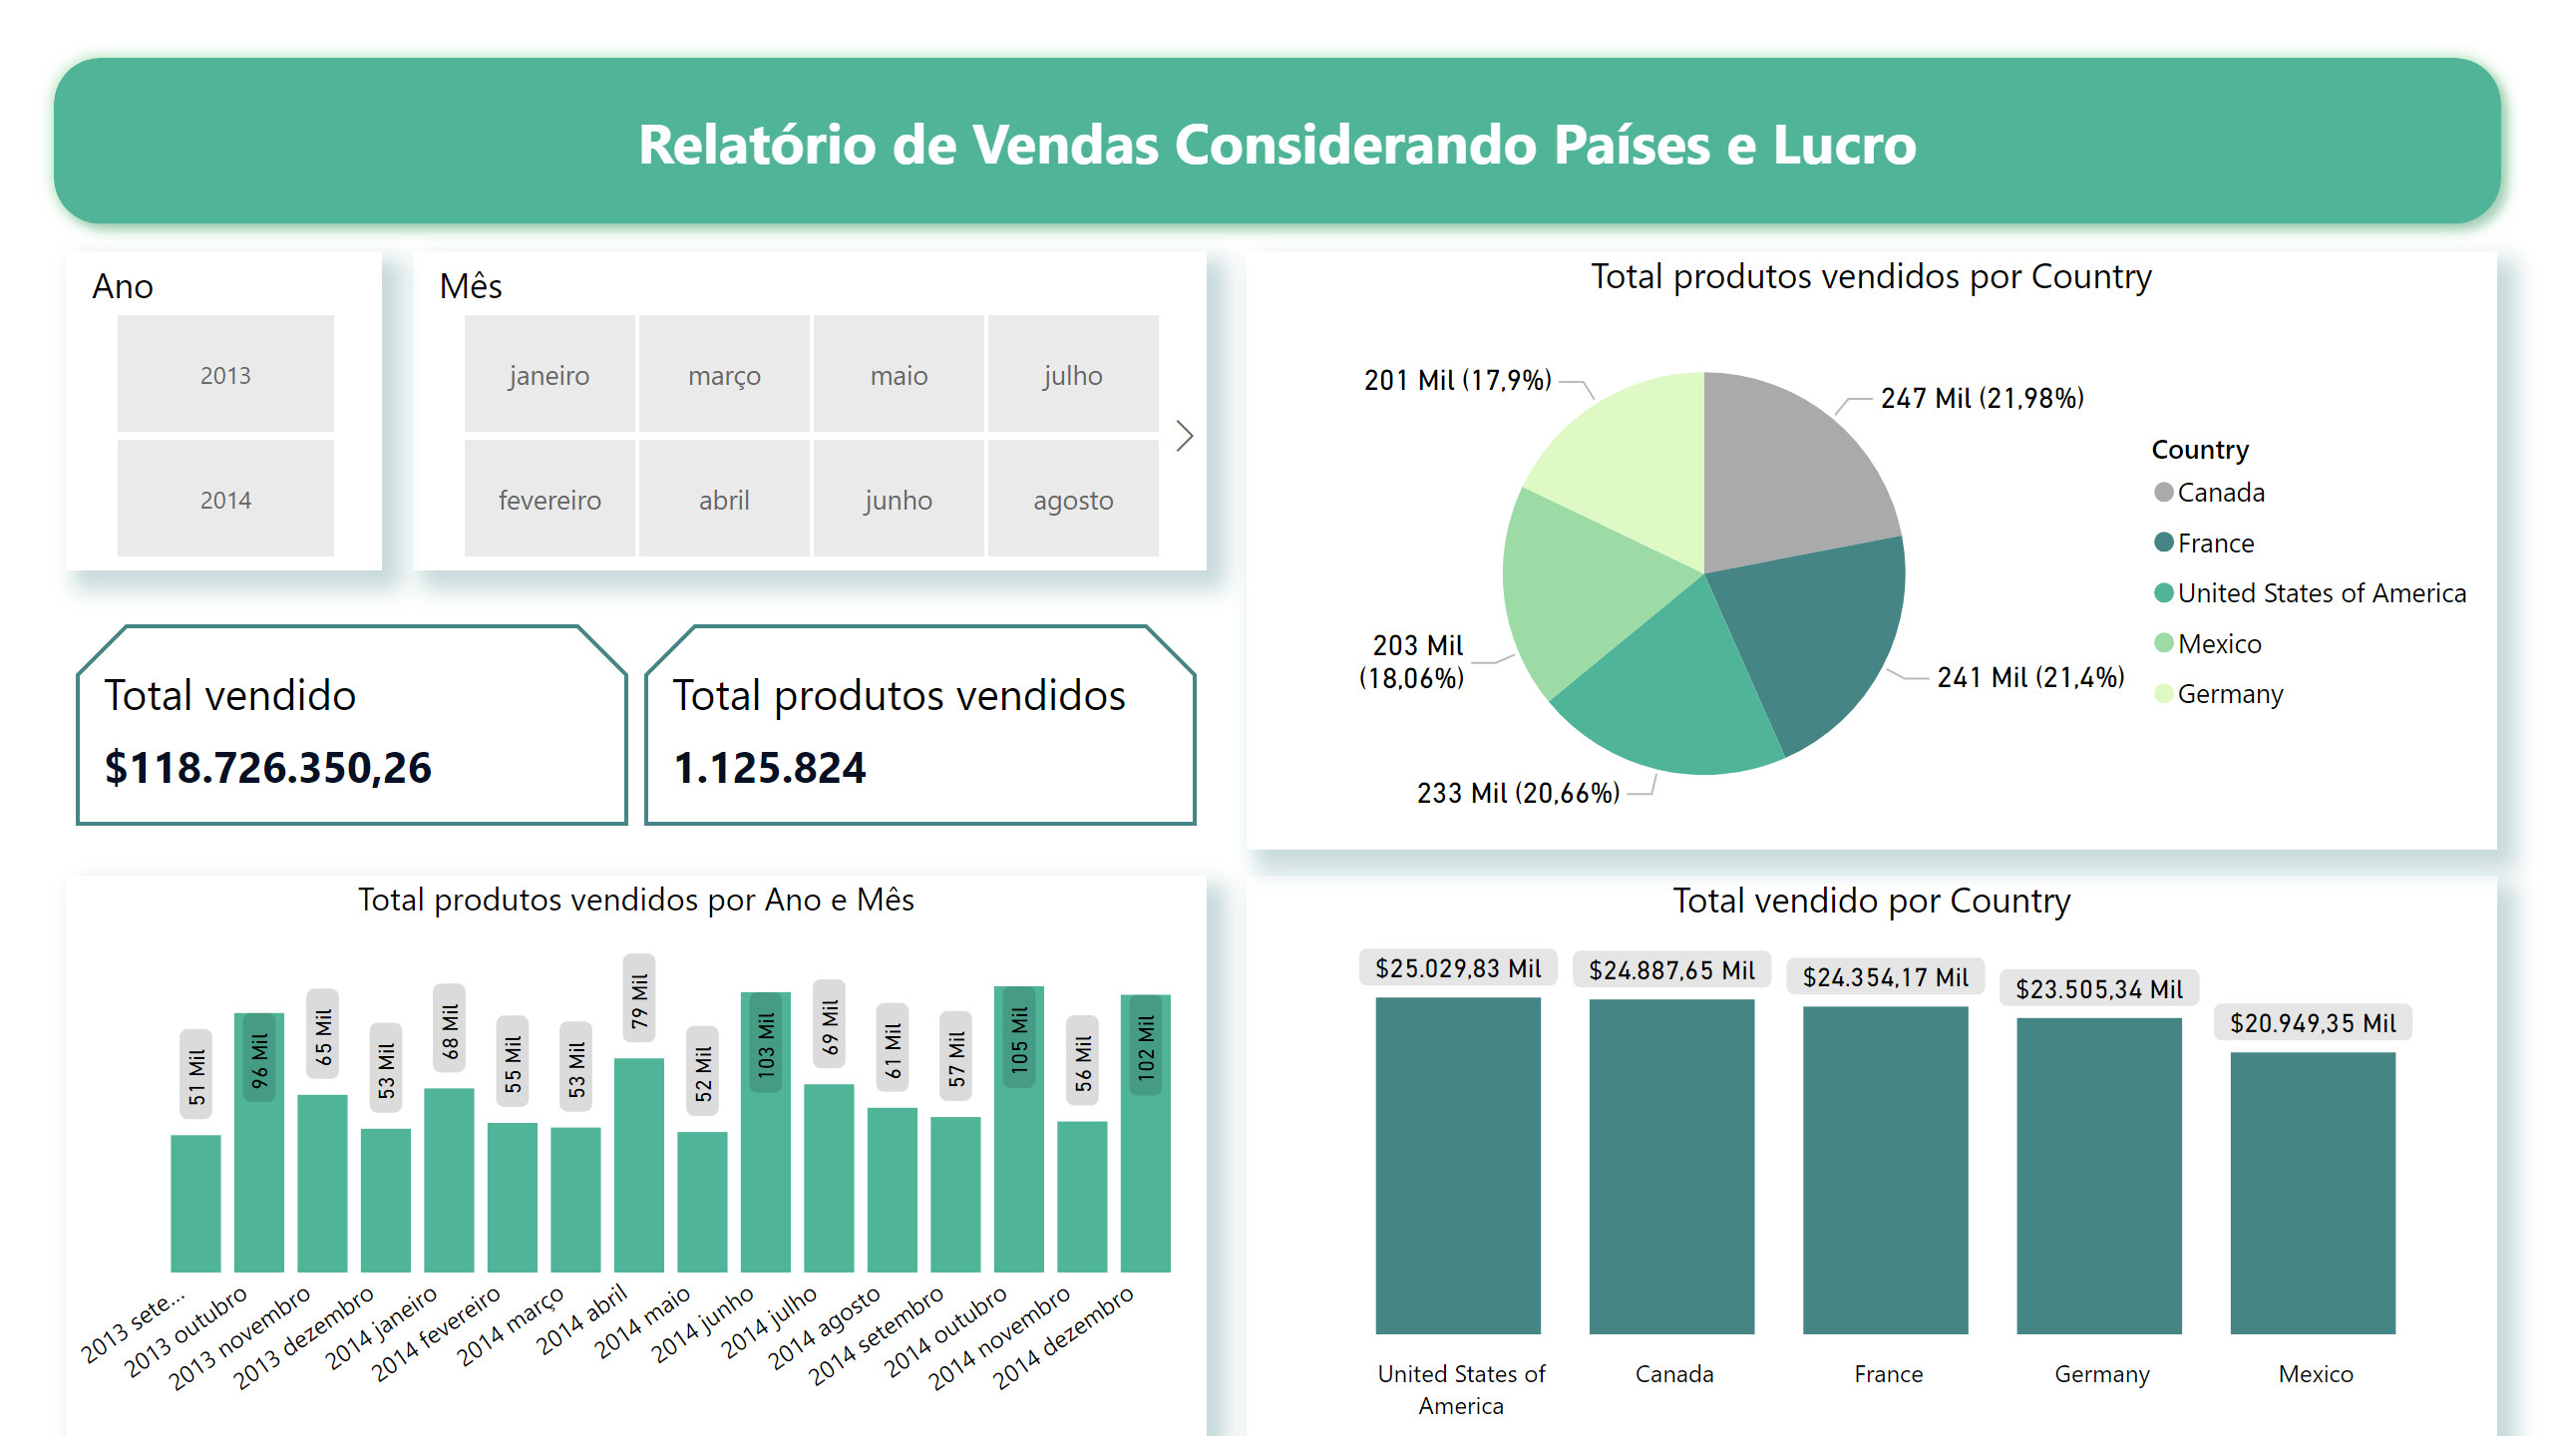 Relatório de Vendas Considerando Países e Lucro
Ano
2013
2014
Mês
janeiro
março
maio
julho
fevereiro
abril
junho
agosto
Total vendido
$118.726.350,26
Total produtos vendidos
1.125.824
Total produtos vendidos por Country
201 Mil (17,9%)
247 Mil (21,98%)
203 Mil
(18,06%)
241 Mil (21,4%)
233 Mil (20,66%)
Country
Canada
France
United States of America
Mexico
Germany
Total produtos vendidos por Ano e Mês
51 Mil
96 Mil
65 Mil
53 Mil
68 Mil
55 Mil
53 Mil
79 Mil
52 Mil
103 Mil
69 Mil
61 Mil
57 Mil
105 Mil
56 Mil
102 Mil
2013 sete...
2013 outubro
2013 novembro
2013 dezembro
2014 janeiro
2014 fevereiro
2014 março
2014 abril
2014 maio
2014 junho
2014 julho
2014 agosto
2014 setembro
2014 outubro
2014 novembro
2014 dezembro
Total vendido por Country
$25.029,83 Mil
$24.887,65 Mil
$24.354,17 Mil
$23.505,34 Mil
$20.949,35 Mil
United States of
America
Canada
France
Germany
Mexico